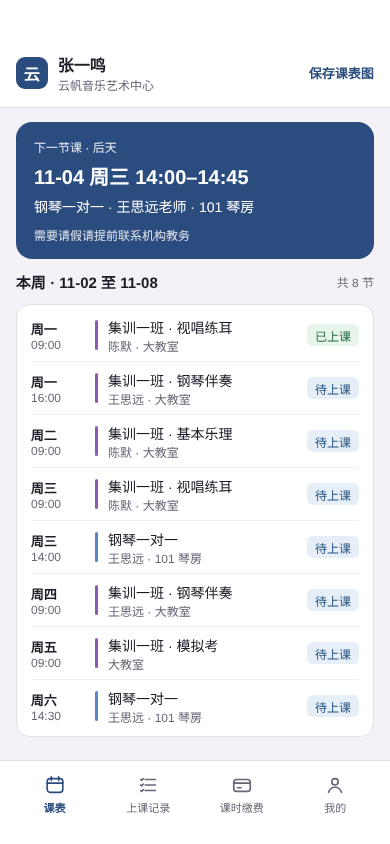 云
张一鸣
云帆音乐艺术中心
保存课表图
下一节课 · 后天
11-04 周三 14:00–14:45
钢琴一对一 · 王思远老师 · 101 琴房
需要请假请提前联系机构教务
本周 · 11-02 至 11-08
共 8 节
周一
09:00
集训一班 · 视唱练耳
陈默 · 大教室
已上课
周一
16:00
集训一班 · 钢琴伴奏
王思远 · 大教室
待上课
周二
09:00
集训一班 · 基本乐理
陈默 · 大教室
待上课
周三
09:00
集训一班 · 视唱练耳
陈默 · 大教室
待上课
周三
14:00
钢琴一对一
王思远 · 101 琴房
待上课
周四
09:00
集训一班 · 钢琴伴奏
王思远 · 大教室
待上课
周五
09:00
集训一班 · 模拟考
大教室
待上课
周六
14:30
钢琴一对一
王思远 · 101 琴房
待上课
课表
上课记录
课时缴费
我的